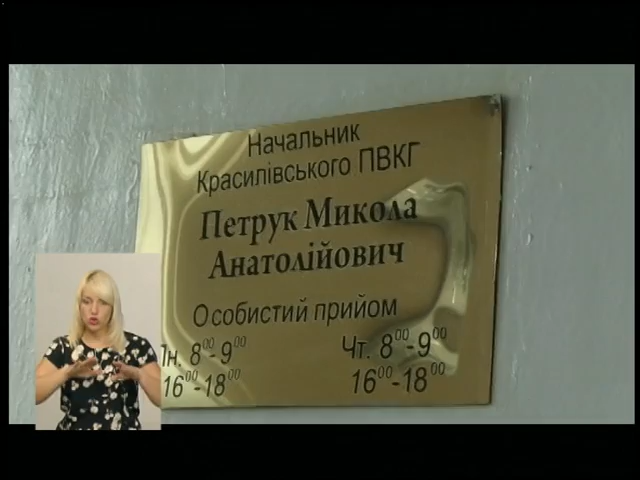 Начальник
Красилівського ПВКГ
Петрук Микола
Анатолійович
Особистий прийом
Пн. 8⁰⁰-9⁰⁰ Чт. 8⁰⁰-9⁰⁰
16⁰⁰-18⁰⁰ 16⁰⁰-18⁰⁰